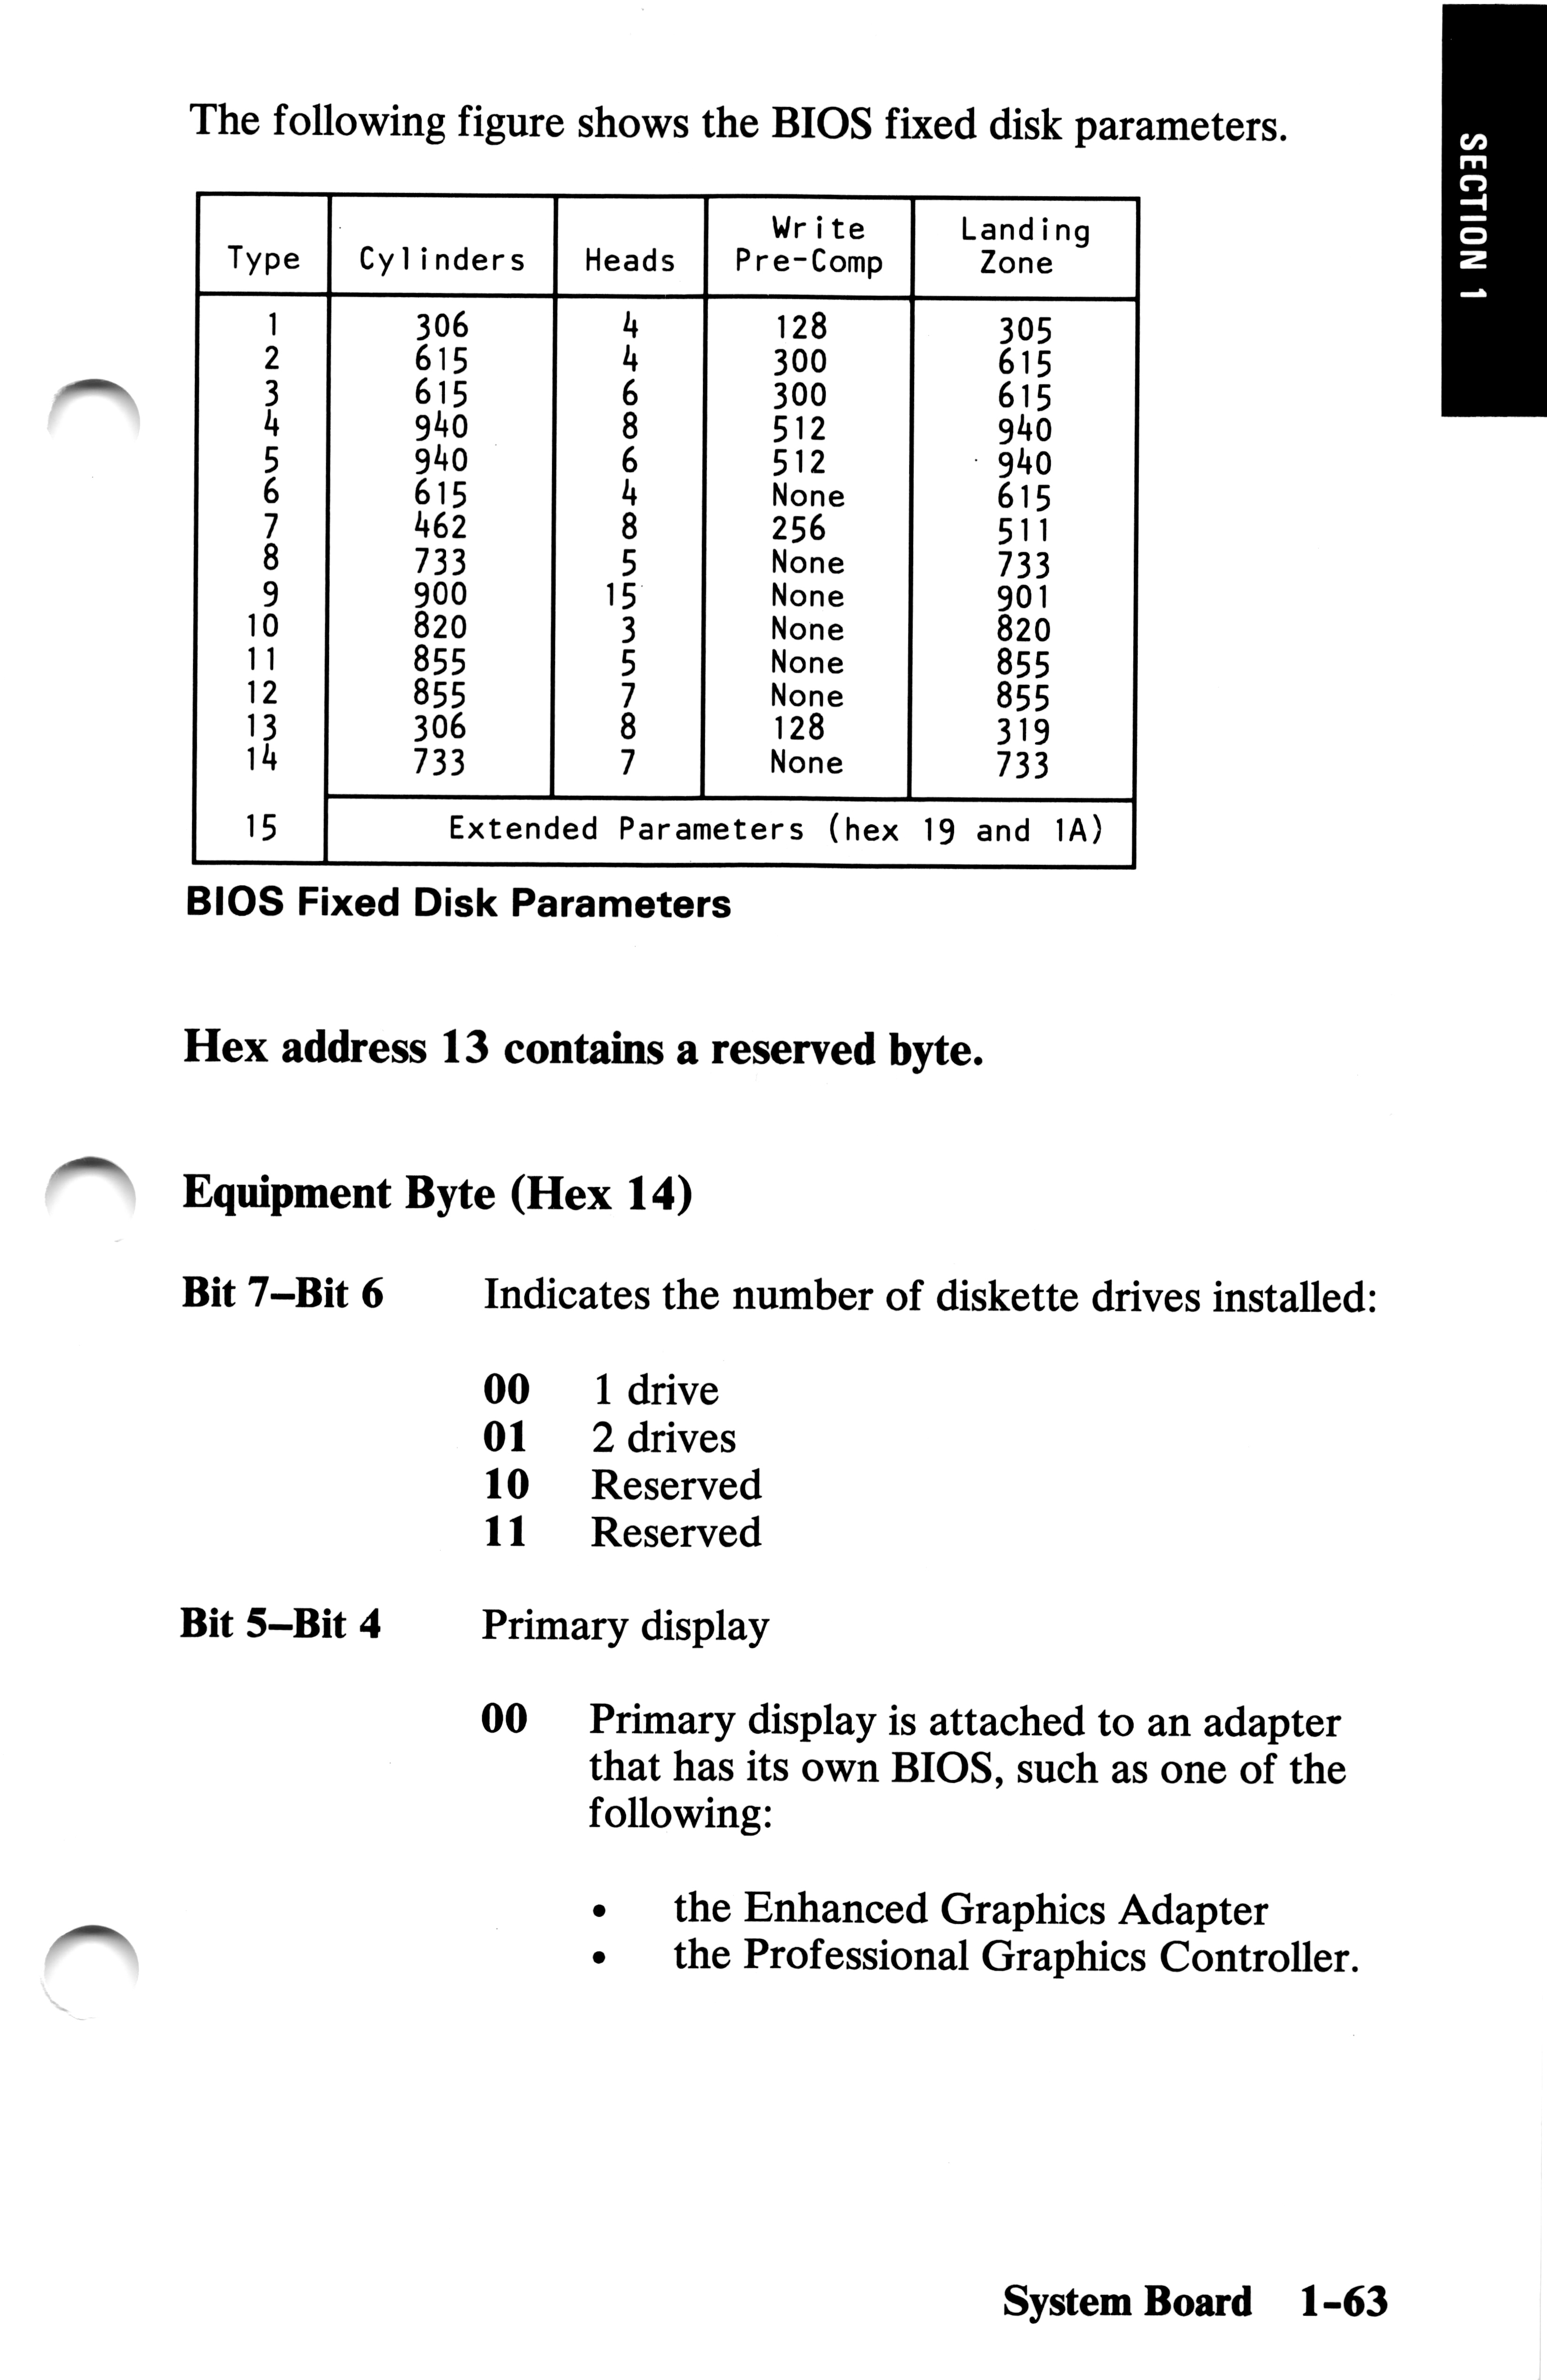 SECTION 1
The following figure shows the BIOS fixed disk parameters.
Type Cylinders Heads Write Pre-Comp Landing Zone
1 306 4 128 305
2 615 4 300 615
3 615 6 300 615
4 940 8 512 940
5 940 6 512 940
6 615 4 None 615
7 462 8 256 511
8 733 5 None 733
9 900 15 None 901
10 820 3 None 820
11 855 5 None 855
12 855 7 None 855
13 306 8 128 319
14 733 7 None 733
15 Extended Parameters (hex 19 and 1A)
BIOS Fixed Disk Parameters
Hex address 13 contains a reserved byte.
Equipment Byte (Hex 14)
Bit 7–Bit 6 Indicates the number of diskette drives installed:
00 1 drive
01 2 drives
10 Reserved
11 Reserved
Bit 5–Bit 4 Primary display
00 Primary display is attached to an adapter
that has its own BIOS, such as one of the
following:
• the Enhanced Graphics Adapter
• the Professional Graphics Controller.
System Board 1-63